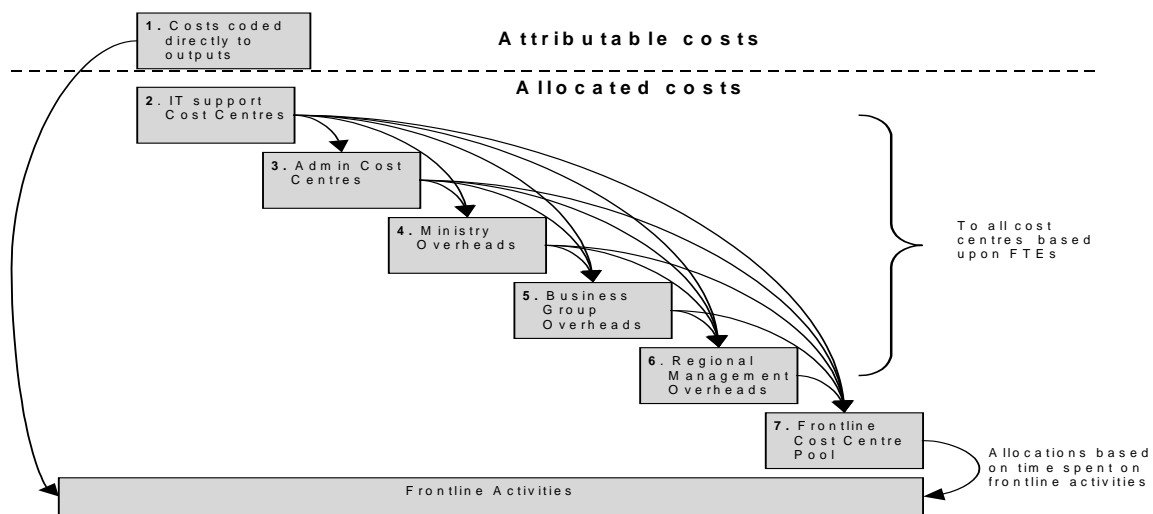 1. Costs coded
directly to
outputs
Attributable costs
Allocated costs
2. IT support
Cost Centres
3. Admin Cost
Centres
4. Ministry
Overheads
5. Business
Group
Overheads
6. Regional
Management
Overheads
7. Frontline
Cost Centre
Pool
To all cost
centres based
upon FTEs
Allocations based
on time spent on
frontline activities
Frontline Activities